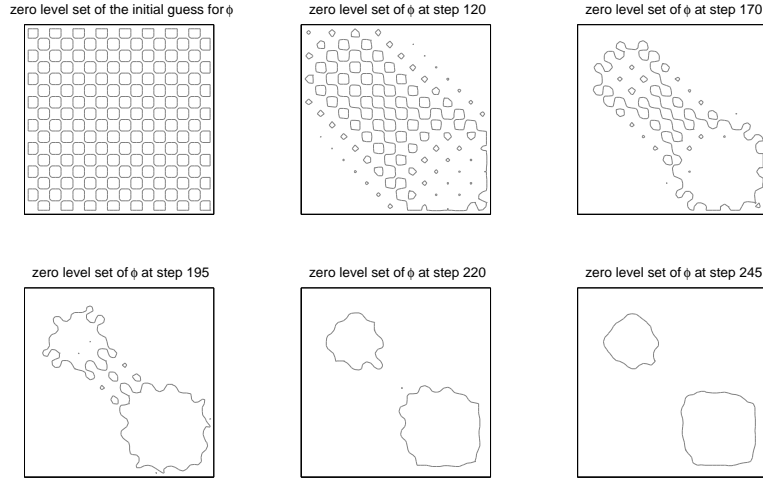 zero level set of the initial guess for ϕ
zero level set of ϕ at step 120
zero level set of ϕ at step 170
zero level set of ϕ at step 195
zero level set of ϕ at step 220
zero level set of ϕ at step 245